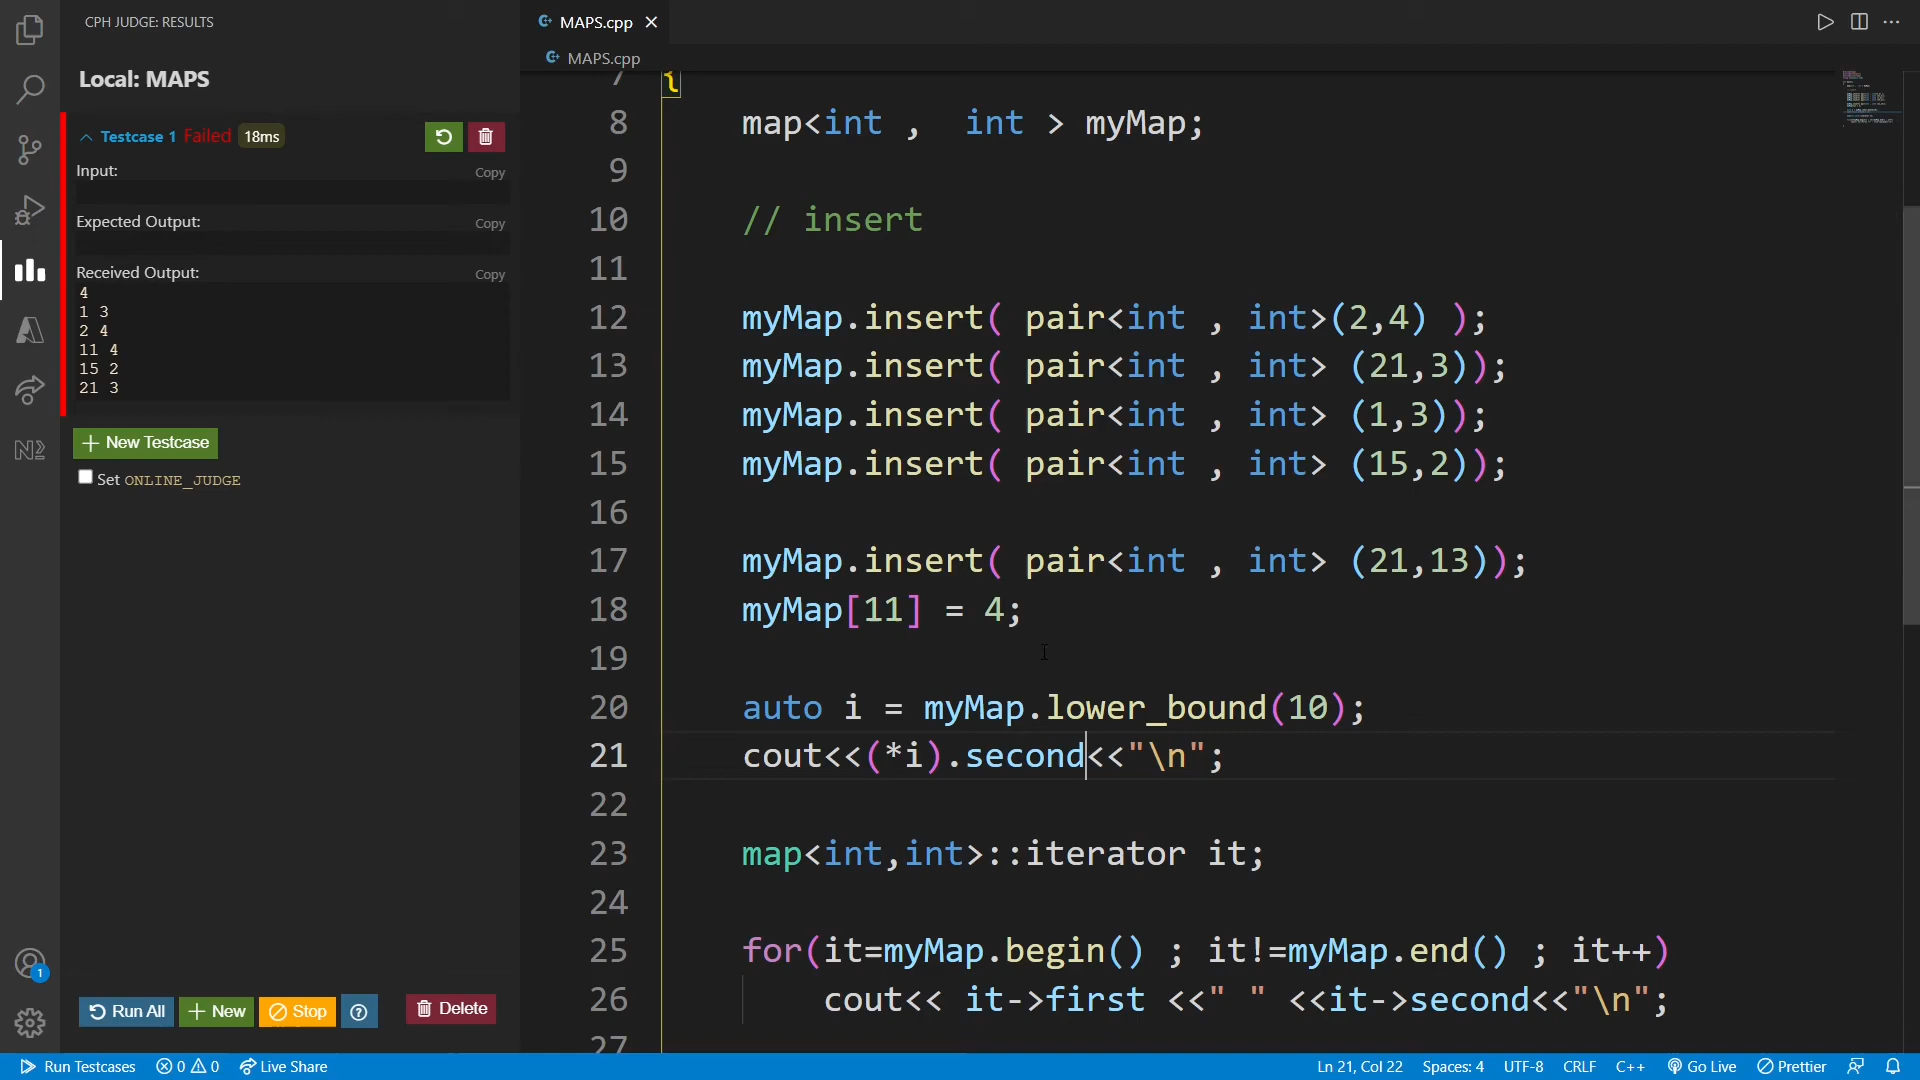 CPH JUDGE: RESULTS
MAPS.cpp
MAPS.cpp
Local: MAPS
Testcase 1 Failed 18ms
Input:
Copy
Expected Output:
Copy
Received Output:
Copy
4
1 3
2 4
11 4
15 2
21 3
New Testcase
Set ONLINE_JUDGE
Run All
New
Stop
Delete
7 {
8 map<int ,  int > myMap;
9
10 // insert
11
12 myMap.insert( pair<int , int>(2,4) );
13 myMap.insert( pair<int , int> (21,3));
14 myMap.insert( pair<int , int> (1,3));
15 myMap.insert( pair<int , int> (15,2));
16
17 myMap.insert( pair<int , int> (21,13));
18 myMap[11] = 4;
19
20 auto i = myMap.lower_bound(10);
21 cout<<(*i).second<<"\n";
22
23 map<int,int>::iterator it;
24
25 for(it=myMap.begin() ; it!=myMap.end() ; it++)
26 cout<< it->first <<" " <<it->second<<"\n";
27
N2
1
Run Testcases 0 0 Live Share Ln 21, Col 22 Spaces: 4 UTF-8 CRLF C++ Go Live Prettier